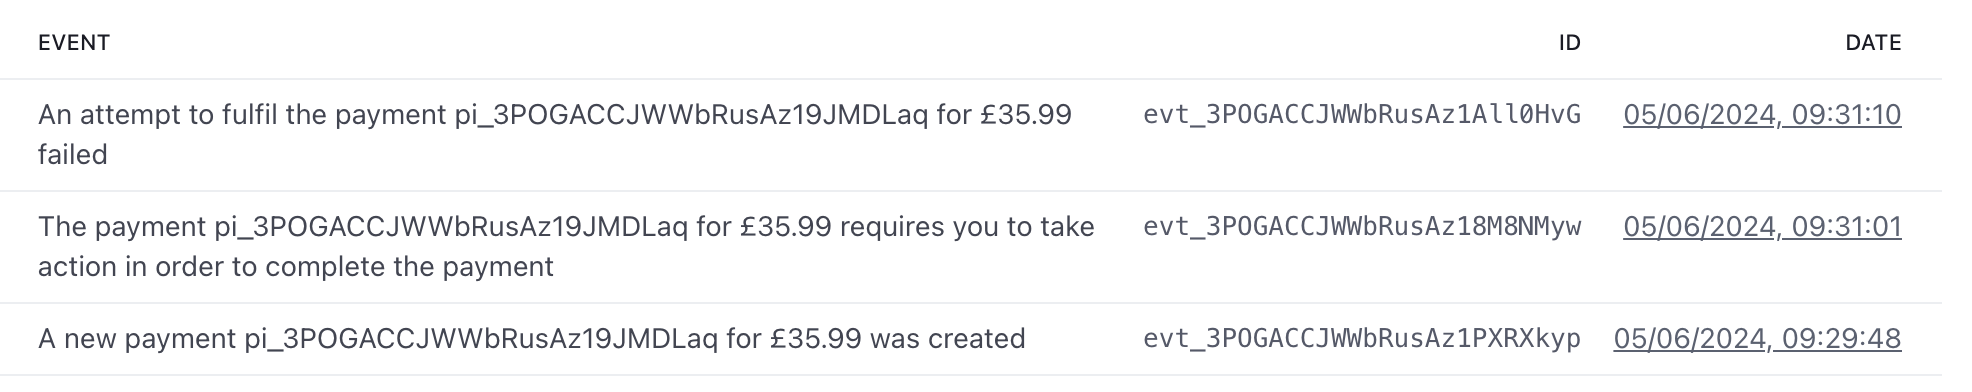 EVENT ID DATE
An attempt to fulfil the payment pi_3POGACCJWWbRusAz19JMDLaq for £35.99 evt_3POGACCJWWbRusAz1All0HvG 05/06/2024, 09:31:10
failed
The payment pi_3POGACCJWWbRusAz19JMDLaq for £35.99 requires you to take evt_3POGACCJWWbRusAz18M8NMyw 05/06/2024, 09:31:01
action in order to complete the payment
A new payment pi_3POGACCJWWbRusAz19JMDLaq for £35.99 was created evt_3POGACCJWWbRusAz1PXRXkyp 05/06/2024, 09:29:48